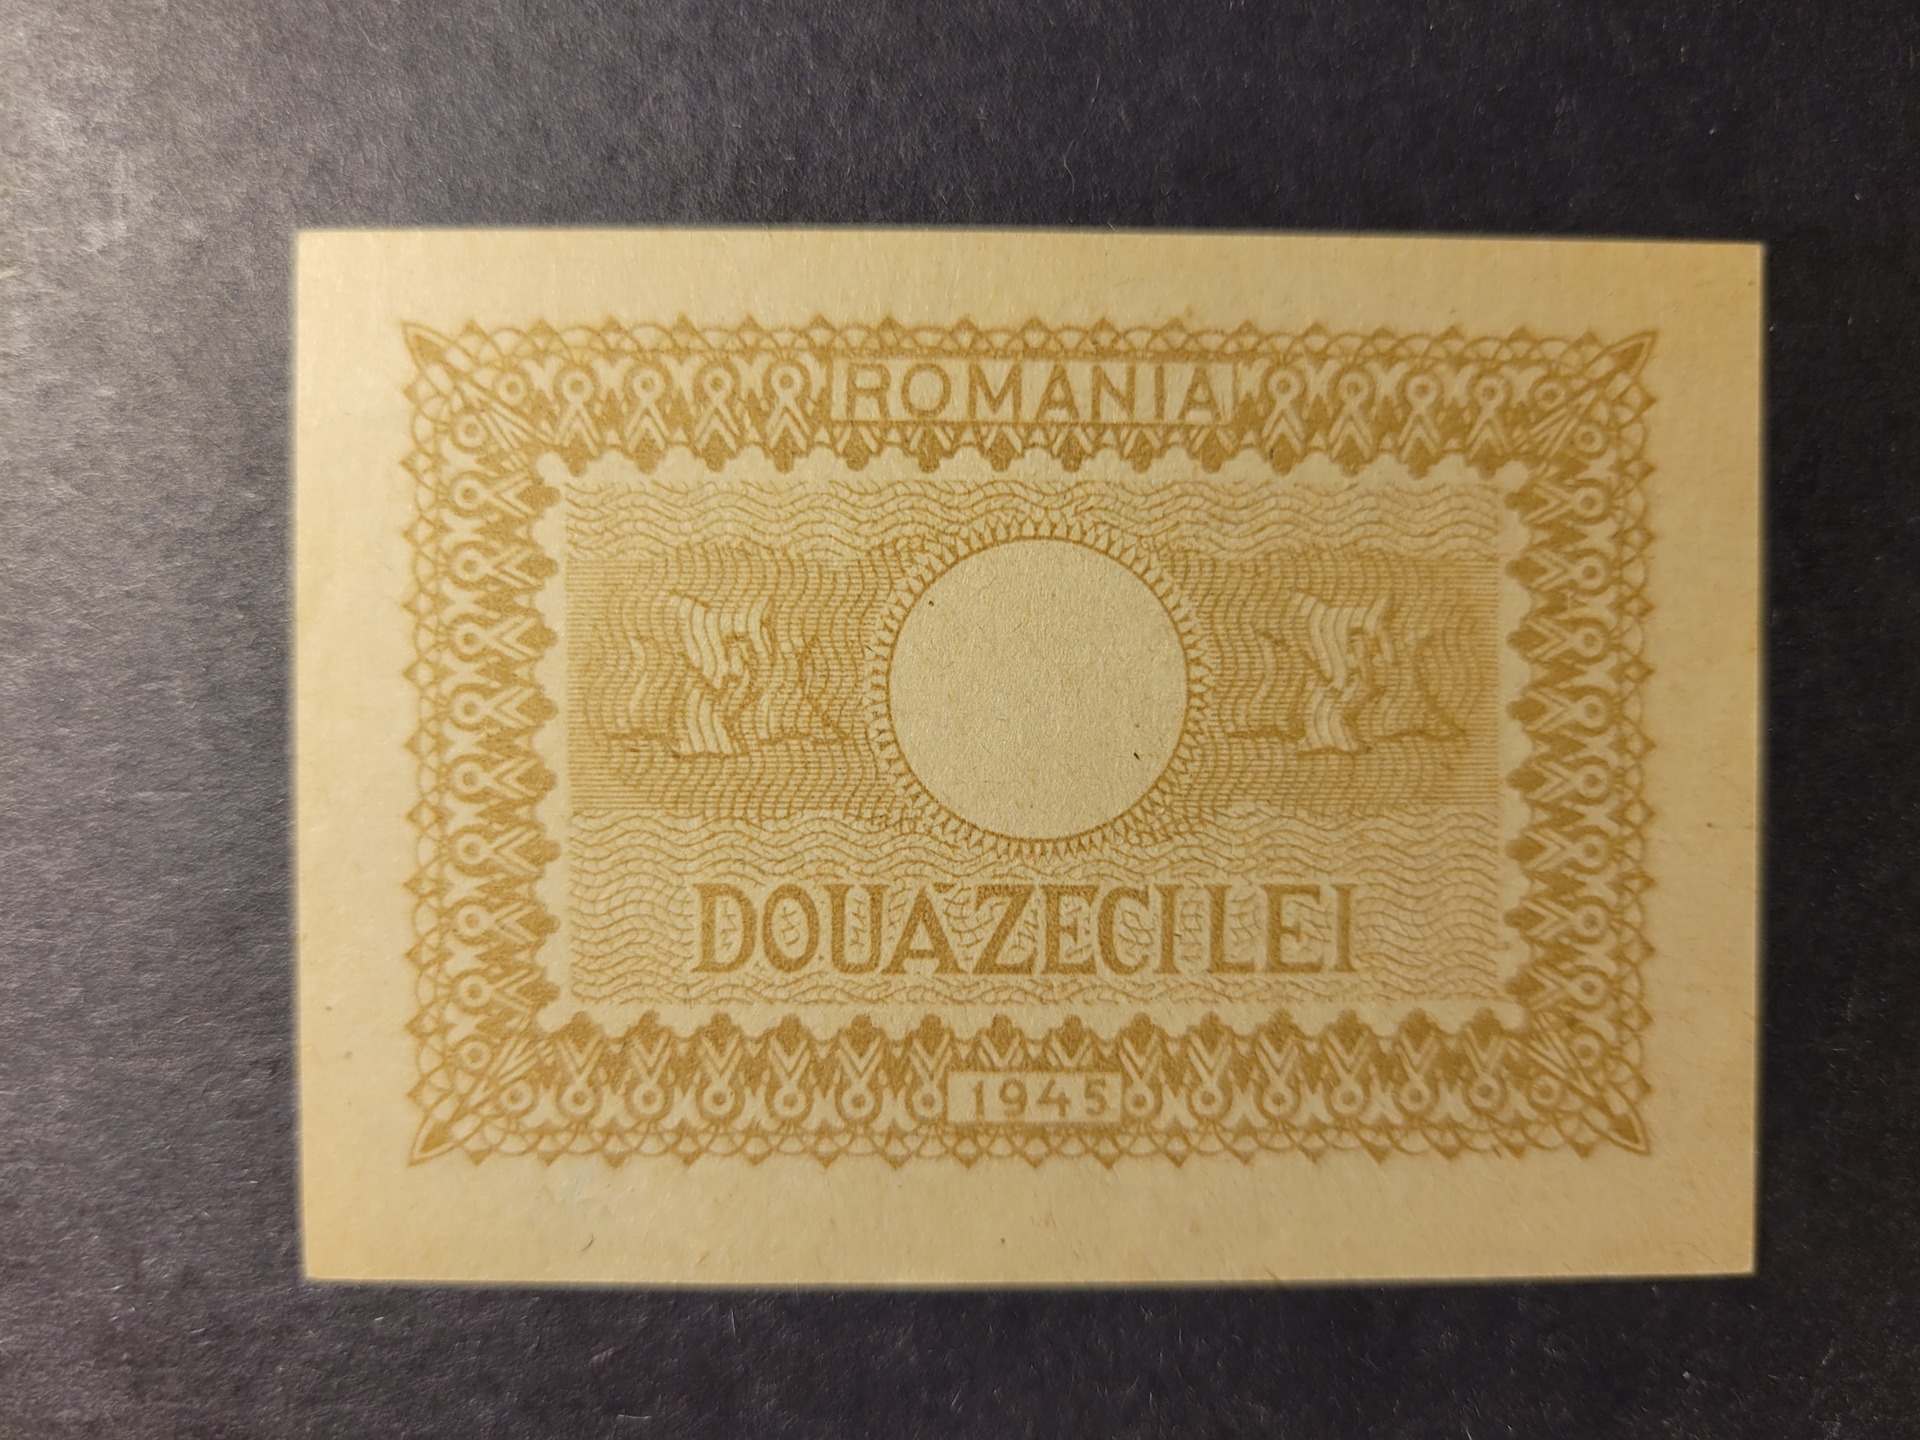 ROMANIA
DOUĂZECI LEI
1945